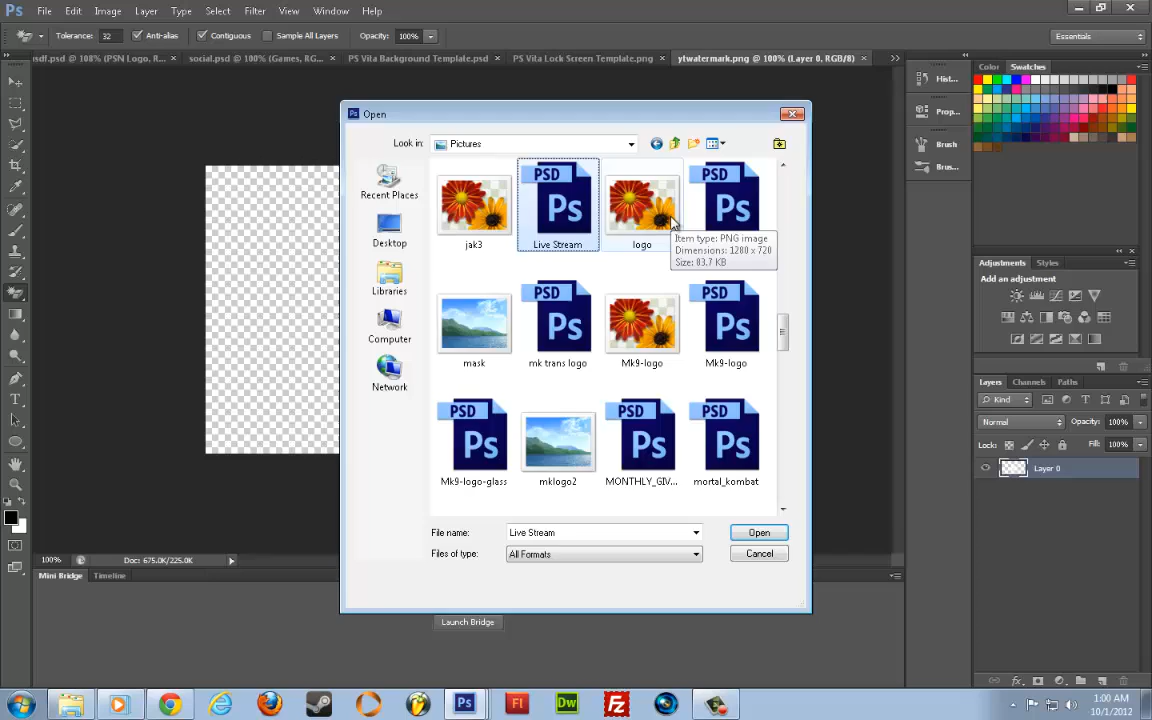 Ps File Edit Image Layer Type Select Filter View Window Help
Tolerance: 32 Anti-alias Contiguous Sample All Layers Opacity: 100% Essentials
sdf.psd @ 100% (PSN Logo, R... × social.psd @ 100% (Games, RG... × PS Vita Background Template.psd × PS Vita Lock Screen Template.png × ytwatermark.png @ 100% (Layer 0, RGB/8) ×
Color Swatches
Hist...
Prop...
Brush
Brus...
Open
Look in: Pictures
Recent Places
Desktop
Libraries
Computer
Network
PSD Ps PSD Ps
jak3 Live Stream logo
Item type: PNG image
Dimensions: 1280 x 720
Size: 83.7 KB
PSD Ps PSD Ps
mask mk trans logo Mk9-logo Mk9-logo
PSD Ps PSD Ps PSD Ps
Mk9-logo-glass mklogo2 MONTHLY_GIV... mortal_kombat
File name: Live Stream Open
Files of type: All Formats Cancel
Adjustments Styles
Add an adjustment
Layers Channels Paths
Kind
Normal Opacity: 100%
Lock: Fill: 100%
Layer 0
100% Doc: 675.0K/225.0K
Mini Bridge Timeline
Launch Bridge
Ps Fl Dw Fz
1:00 AM
10/1/2012